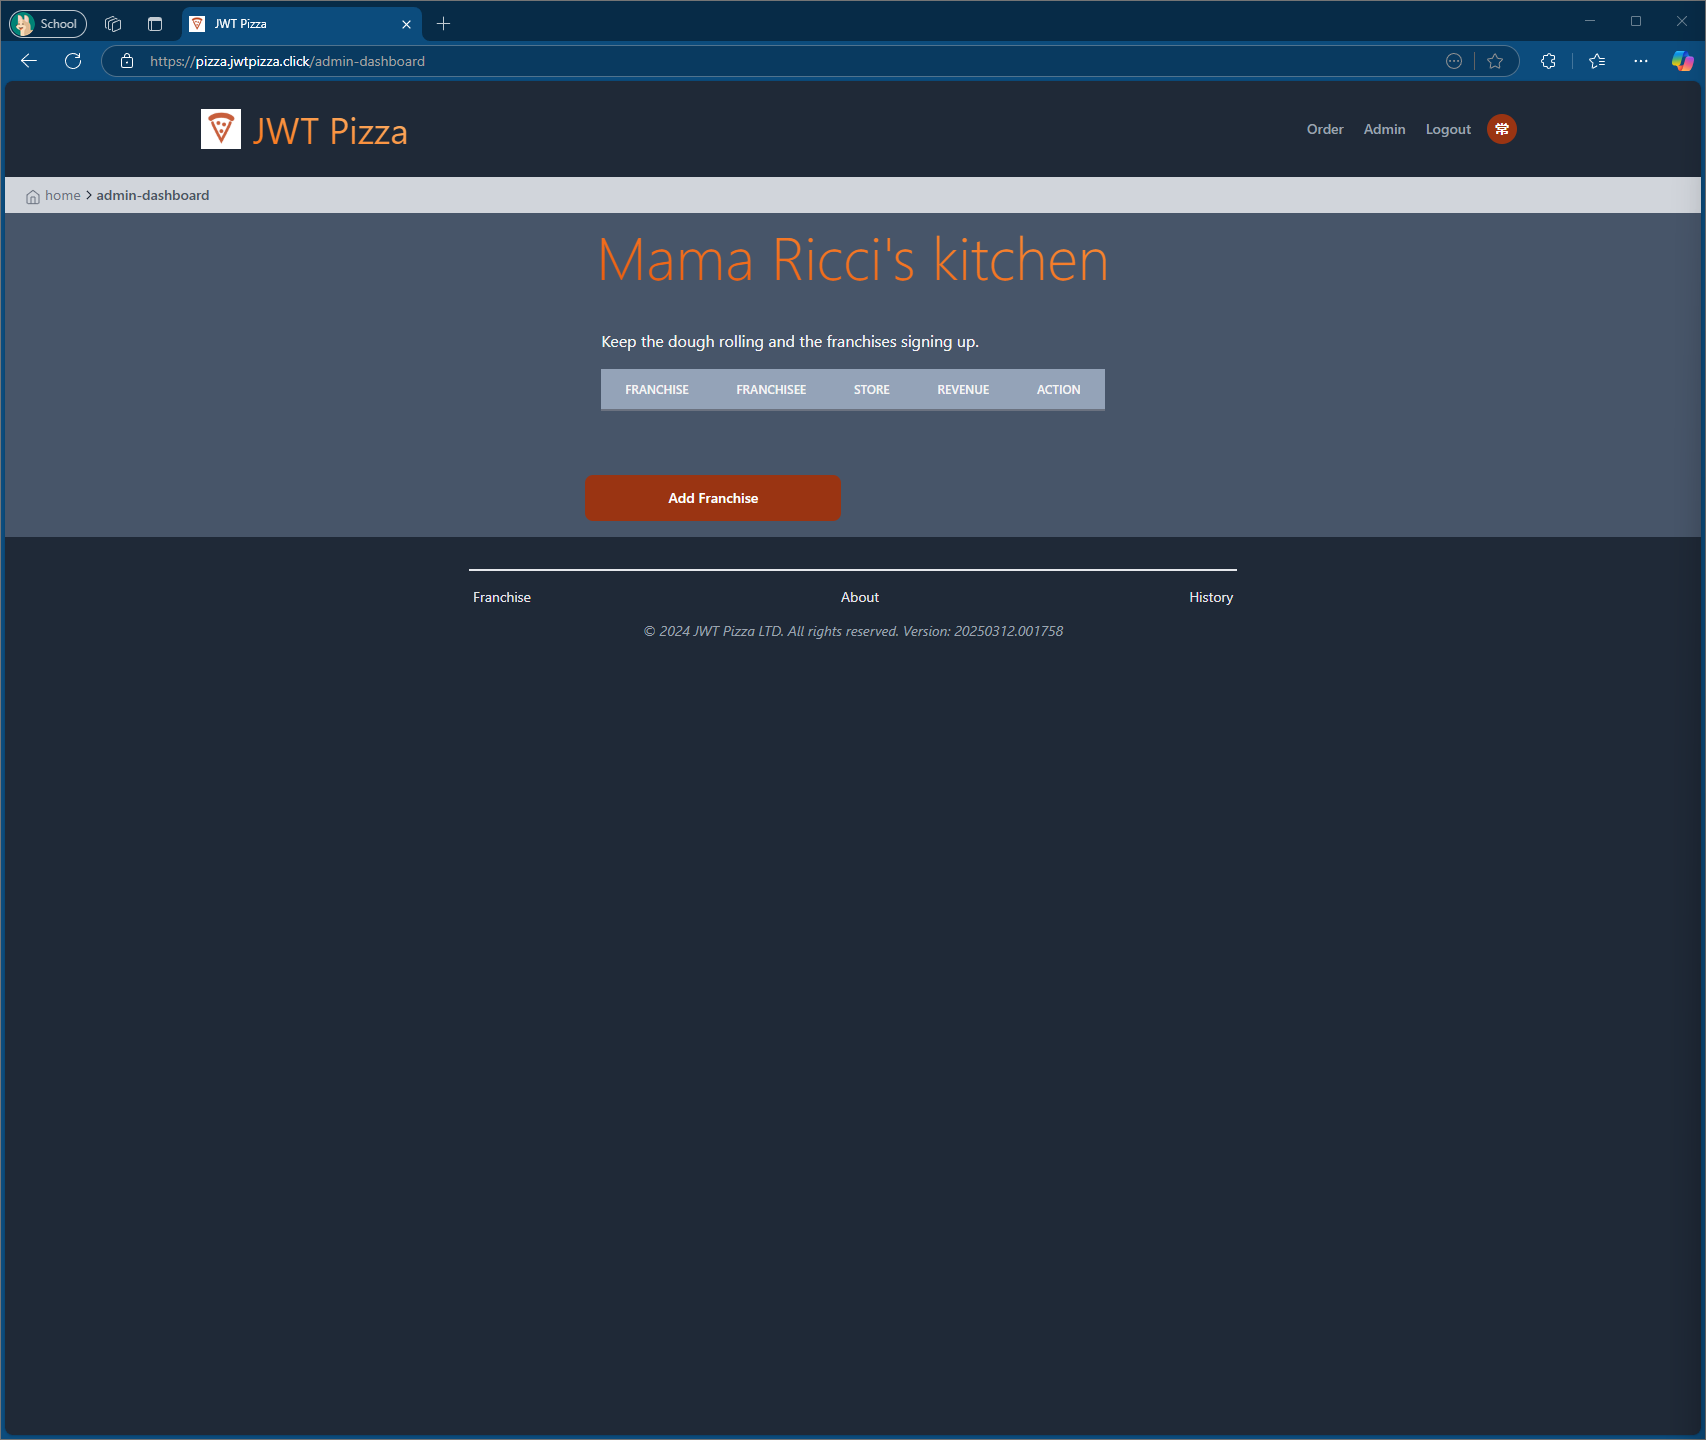 School
JWT Pizza
https://pizza.jwtpizza.click/admin-dashboard
JWT Pizza
Order Admin Logout 常
home > admin-dashboard
Mama Ricci's kitchen
Keep the dough rolling and the franchises signing up.
FRANCHISE FRANCHISEE STORE REVENUE ACTION
Add Franchise
Franchise About History
© 2024 JWT Pizza LTD. All rights reserved. Version: 20250312.001758